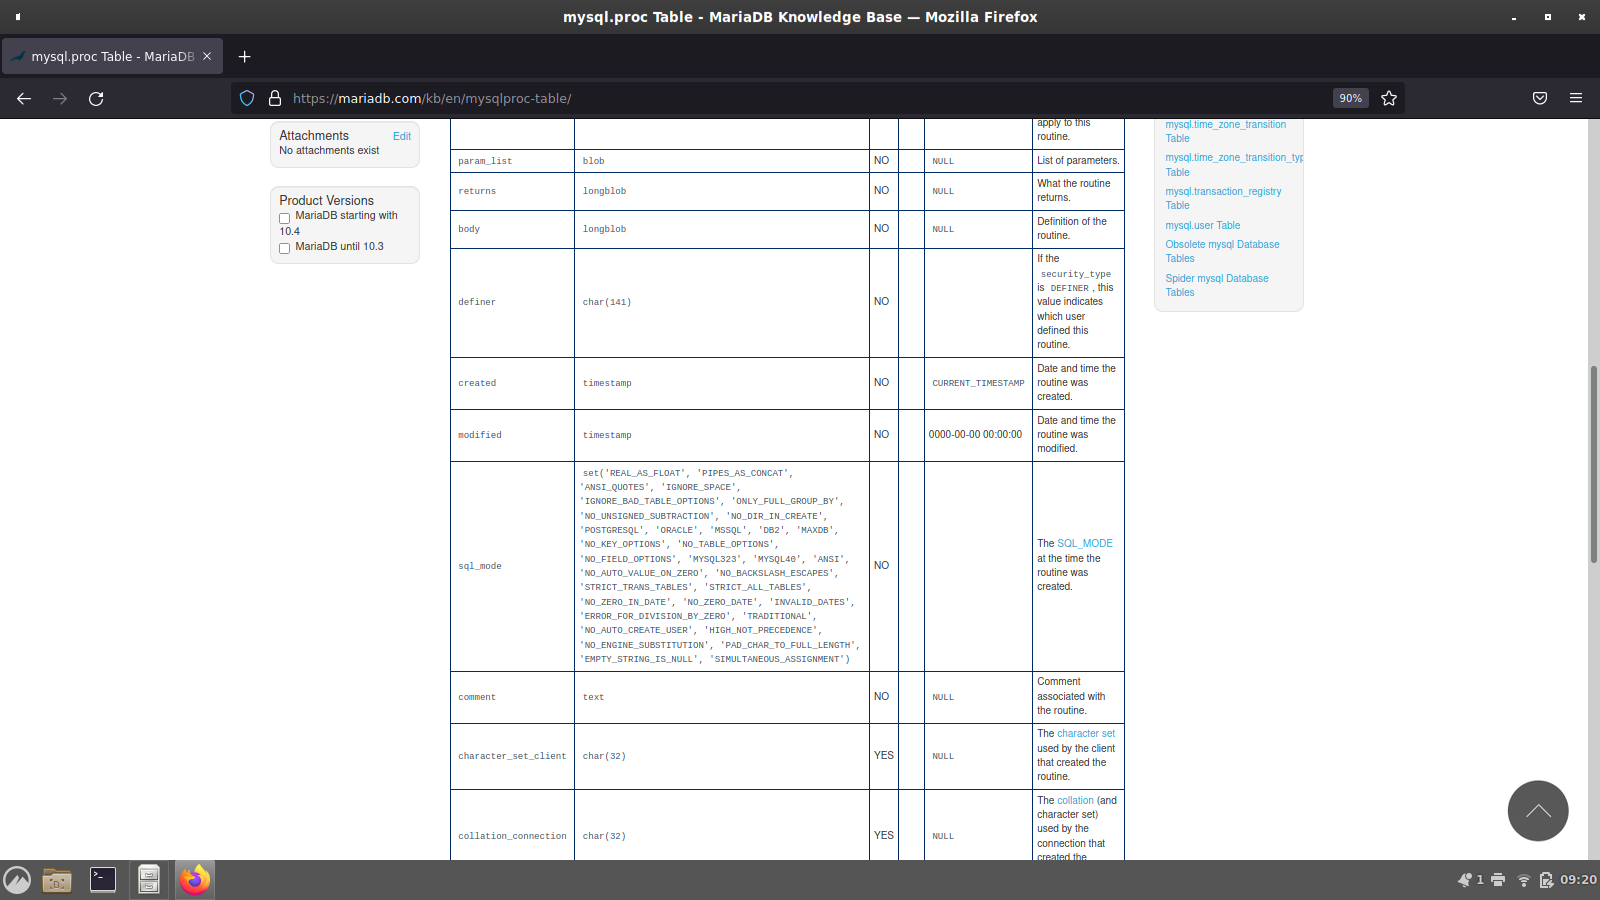 mysql.proc Table - MariaDB Knowledge Base — Mozilla Firefox
mysql.proc Table - MariaDB
https://mariadb.com/kb/en/mysqlproc-table/
90%
Attachments Edit
No attachments exist
Product Versions
MariaDB starting with
10.4
MariaDB until 10.3
apply to this
routine.
param_list blob NO NULL List of parameters.
returns longblob NO NULL What the routine
returns.
body longblob NO NULL Definition of the
routine.
definer char(141) NO If the
security_type
is DEFINER , this
value indicates
which user
defined this
routine.
created timestamp NO CURRENT_TIMESTAMP Date and time the
routine was
created.
modified timestamp NO 0000-00-00 00:00:00 Date and time the
routine was
modified.
sql_mode
set('REAL_AS_FLOAT', 'PIPES_AS_CONCAT',
'ANSI_QUOTES', 'IGNORE_SPACE',
'IGNORE_BAD_TABLE_OPTIONS', 'ONLY_FULL_GROUP_BY',
'NO_UNSIGNED_SUBTRACTION', 'NO_DIR_IN_CREATE',
'POSTGRESQL', 'ORACLE', 'MSSQL', 'DB2', 'MAXDB',
'NO_KEY_OPTIONS', 'NO_TABLE_OPTIONS',
'NO_FIELD_OPTIONS', 'MYSQL323', 'MYSQL40', 'ANSI',
'NO_AUTO_VALUE_ON_ZERO', 'NO_BACKSLASH_ESCAPES',
'STRICT_TRANS_TABLES', 'STRICT_ALL_TABLES',
'NO_ZERO_IN_DATE', 'NO_ZERO_DATE', 'INVALID_DATES',
'ERROR_FOR_DIVISION_BY_ZERO', 'TRADITIONAL',
'NO_AUTO_CREATE_USER', 'HIGH_NOT_PRECEDENCE',
'NO_ENGINE_SUBSTITUTION', 'PAD_CHAR_TO_FULL_LENGTH',
'EMPTY_STRING_IS_NULL', 'SIMULTANEOUS_ASSIGNMENT')
NO
The SQL_MODE
at the time the
routine was
created.
comment text NO NULL Comment
associated with
the routine.
character_set_client char(32) YES NULL The character set
used by the client
that created the
routine.
collation_connection char(32) YES NULL The collation (and
character set)
used by the
connection that
created the
mysql.time_zone_transition
Table
mysql.time_zone_transition_typ
Table
mysql.transaction_registry
Table
mysql.user Table
Obsolete mysql Database
Tables
Spider mysql Database
Tables
1
09:20